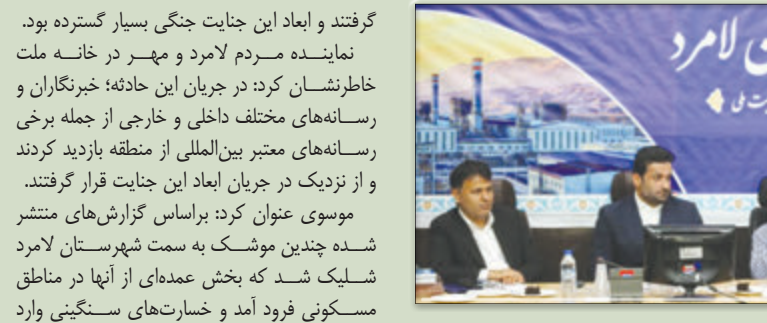 گرفتند و ابعاد این جنایت جنگی بسیار گسترده بود.
نماینده مردم لامرد و مهر در خانه ملت
خاطرنشان کرد: در جریان این حادثه؛ خبرنگاران و
رسانه‌های مختلف داخلی و خارجی از جمله برخی
رسانه‌های معتبر بین‌المللی از منطقه بازدید کردند
و از نزدیک در جریان ابعاد این جنایت قرار گرفتند.
موسوی عنوان کرد: براساس گزارش‌های منتشر
شده چندین موشک به سمت شهرستان لامرد
شلیک شد که بخش عمده‌ای از آنها در مناطق
مسکونی فرود آمد و خسارت‌های سنگینی وارد
ی لامرد
ملی